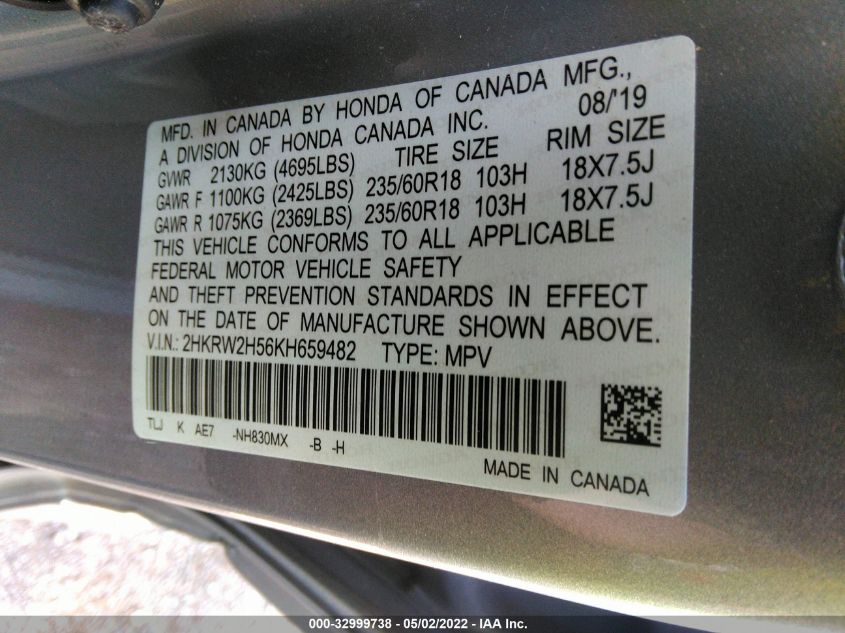 MFD. IN CANADA BY HONDA OF CANADA MFG.,
A DIVISION OF HONDA CANADA INC. 08/'19
GVWR 2130KG (4695LBS) TIRE SIZE RIM SIZE
GAWR F 1100KG (2425LBS) 235/60R18 103H 18X7.5J
GAWR R 1075KG (2369LBS) 235/60R18 103H 18X7.5J
THIS VEHICLE CONFORMS TO ALL APPLICABLE
FEDERAL MOTOR VEHICLE SAFETY
AND THEFT PREVENTION STANDARDS IN EFFECT
ON THE DATE OF MANUFACTURE SHOWN ABOVE.
V.I.N.: 2HKRW2H56KH659482 TYPE: MPV
TLJ K AE7 -NH830MX -B -H
MADE IN CANADA
000-32999738 - 05/02/2022 - IAA Inc.